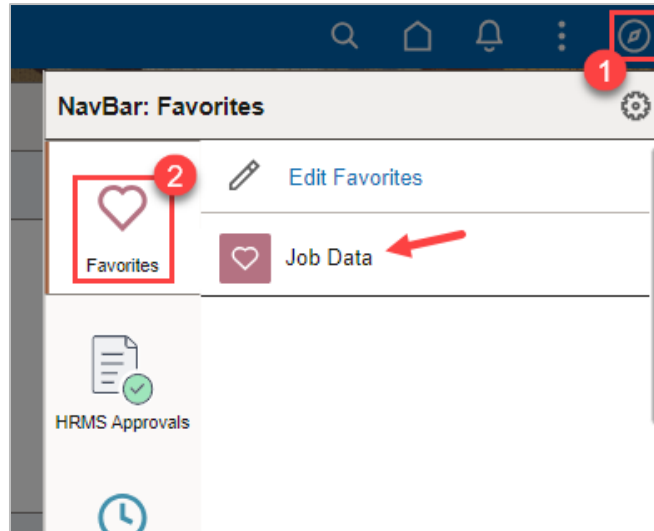 1
NavBar: Favorites
2
Edit Favorites
Favorites
Job Data
HRMS Approvals